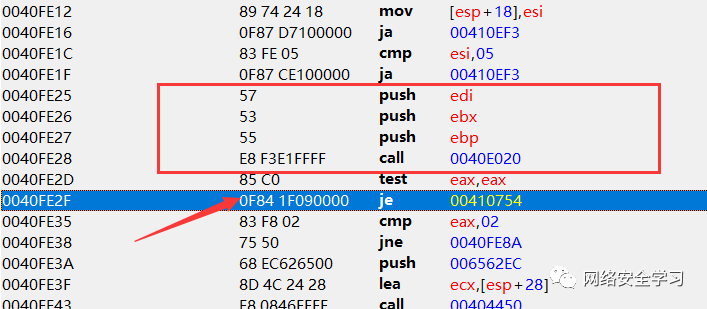 0040FE12 89 74 24 18 mov [esp+18],esi
0040FE16 0F87 D7100000 ja 00410EF3
0040FE1C 83 FE 05 cmp esi,05
0040FE1F 0F87 CE100000 ja 00410EF3
0040FE25 57 push edi
0040FE26 53 push ebx
0040FE27 55 push ebp
0040FE28 E8 F3E1FFFF call 0040E020
0040FE2D 85 C0 test eax,eax
0040FE2F 0F84 1F090000 je 00410754
0040FE35 83 F8 02 cmp eax,02
0040FE38 75 50 jne 0040FE8A
0040FE3A 68 EC626500 push 006562EC
0040FE3F 8D 4C 24 28 lea ecx,[esp+28]
0040FE43 E8 0846FFFF call 00404450
网络安全学习